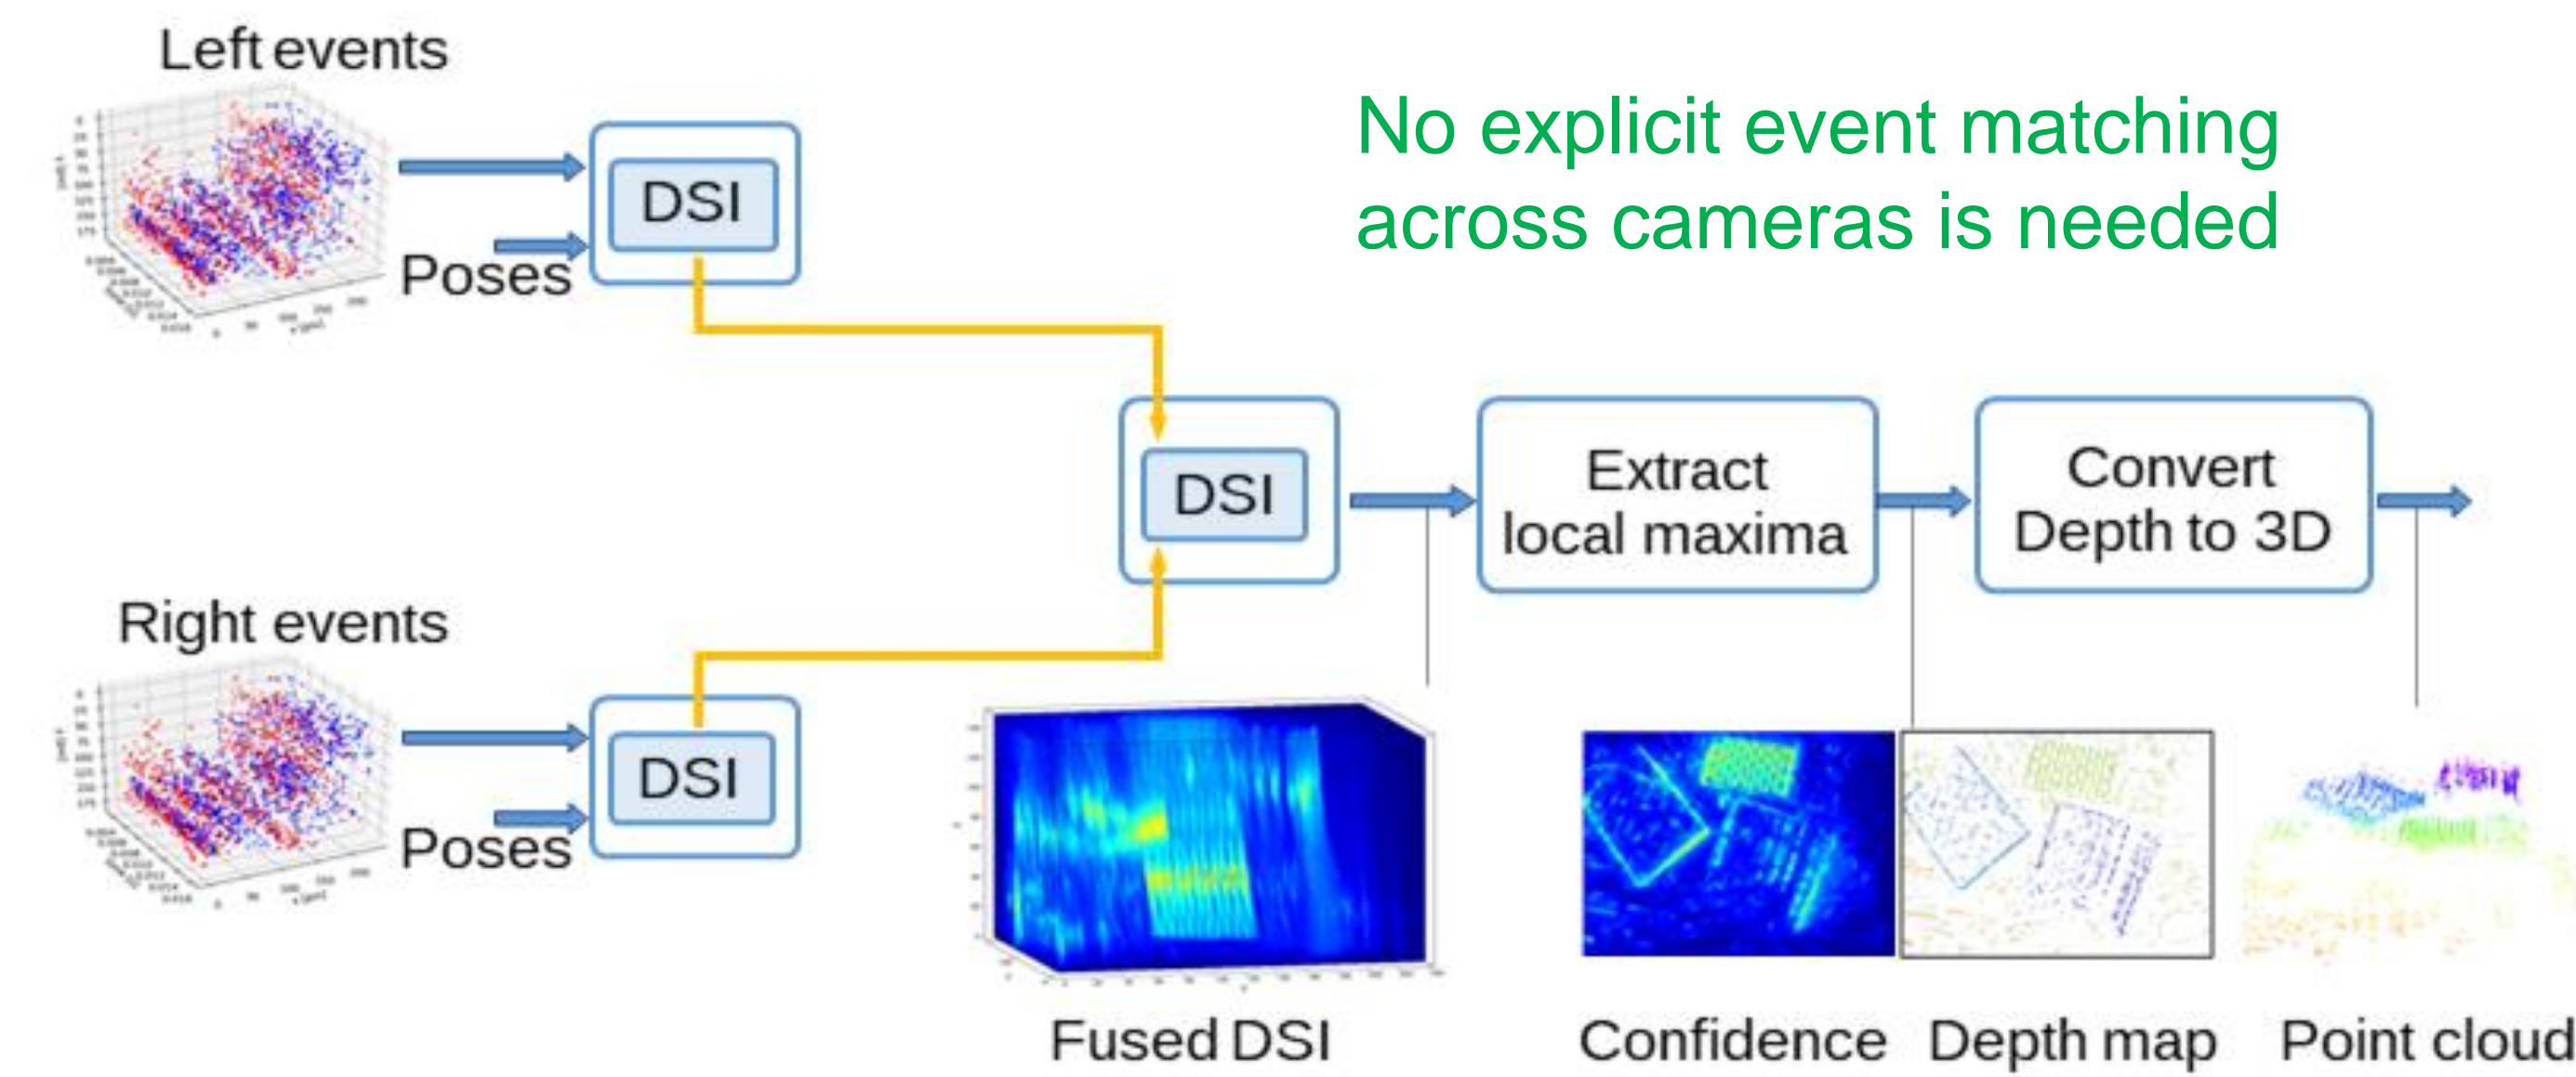 Left events
No explicit event matching
across cameras is needed
DSI
Poses
DSI
Extract
local maxima
Convert
Depth to 3D
Right events
DSI
Poses
Fused DSI
Confidence
Depth map
Point cloud